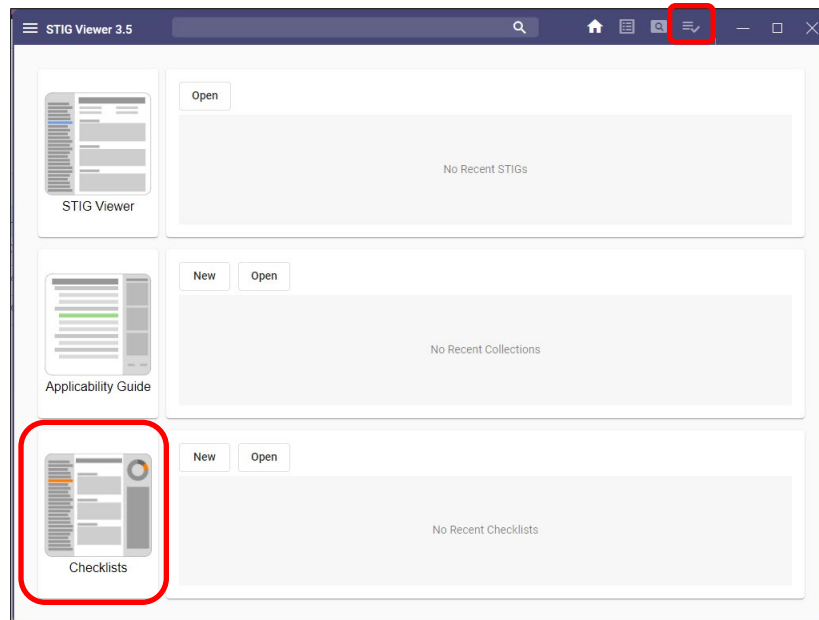 STIG Viewer 3.5
Open
No Recent STIGs
STIG Viewer
New Open
No Recent Collections
Applicability Guide
New Open
No Recent Checklists
Checklists